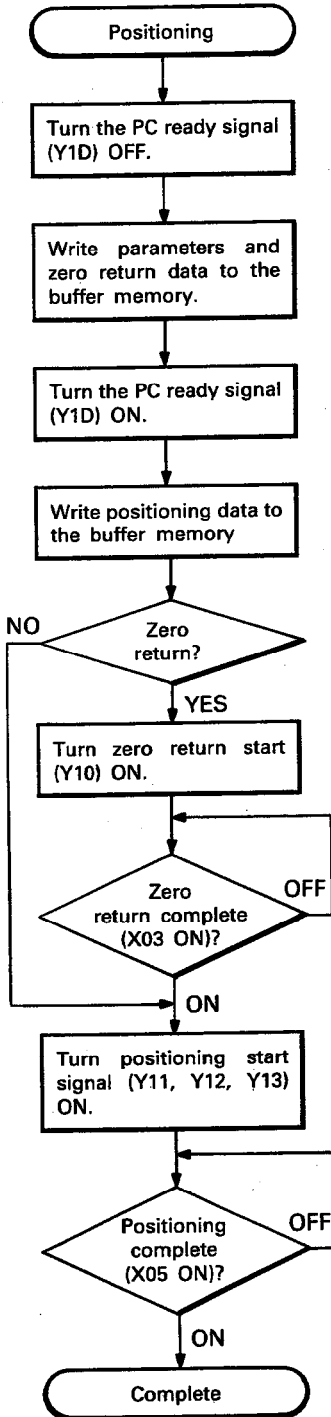 Positioning
Turn the PC ready signal
(Y1D) OFF.
Write parameters and
zero return data to the
buffer memory.
Turn the PC ready signal
(Y1D) ON.
Write positioning data to
the buffer memory
NO
Zero
return?
YES
Turn zero return start
(Y10) ON.
Zero
return complete
(X03 ON)?
OFF
ON
Turn positioning start
signal (Y11, Y12, Y13)
ON.
Positioning
complete
(X05 ON)?
OFF
ON
Complete